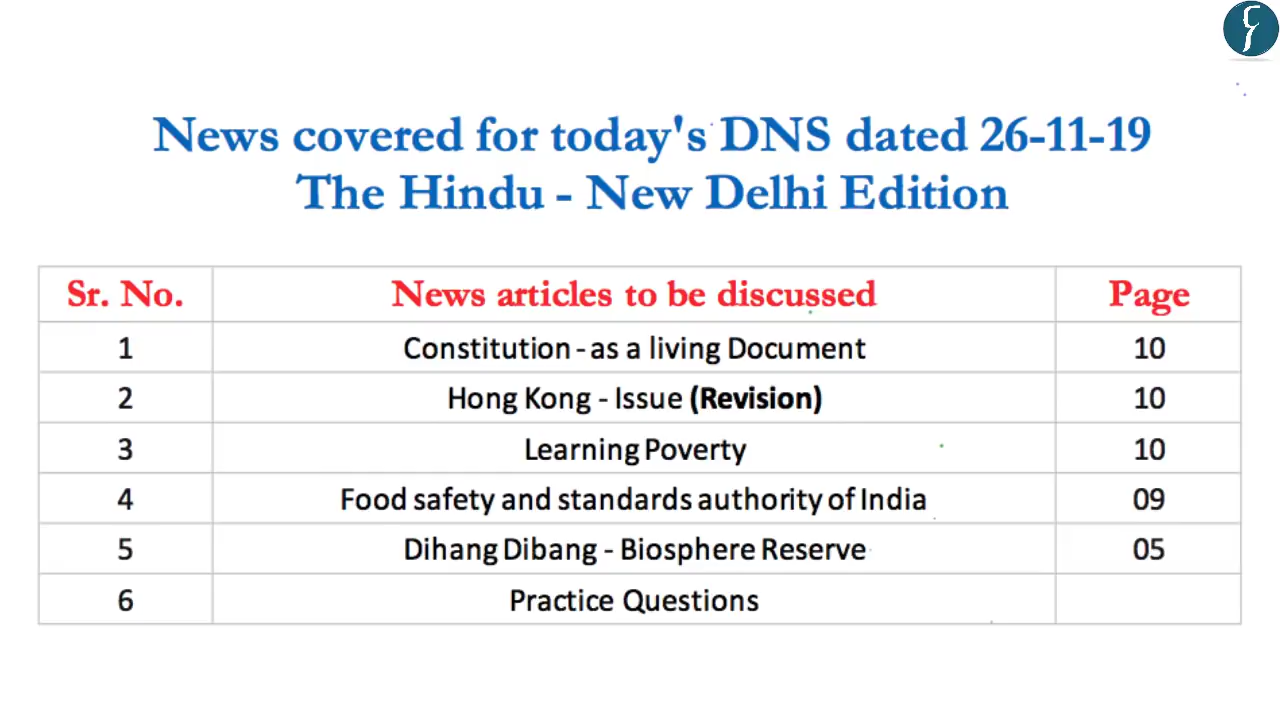 News covered for today's DNS dated 26-11-19
The Hindu - New Delhi Edition
Sr. No. News articles to be discussed Page
1 Constitution - as a living Document 10
2 Hong Kong - Issue (Revision) 10
3 Learning Poverty 10
4 Food safety and standards authority of India 09
5 Dihang Dibang - Biosphere Reserve 05
6 Practice Questions